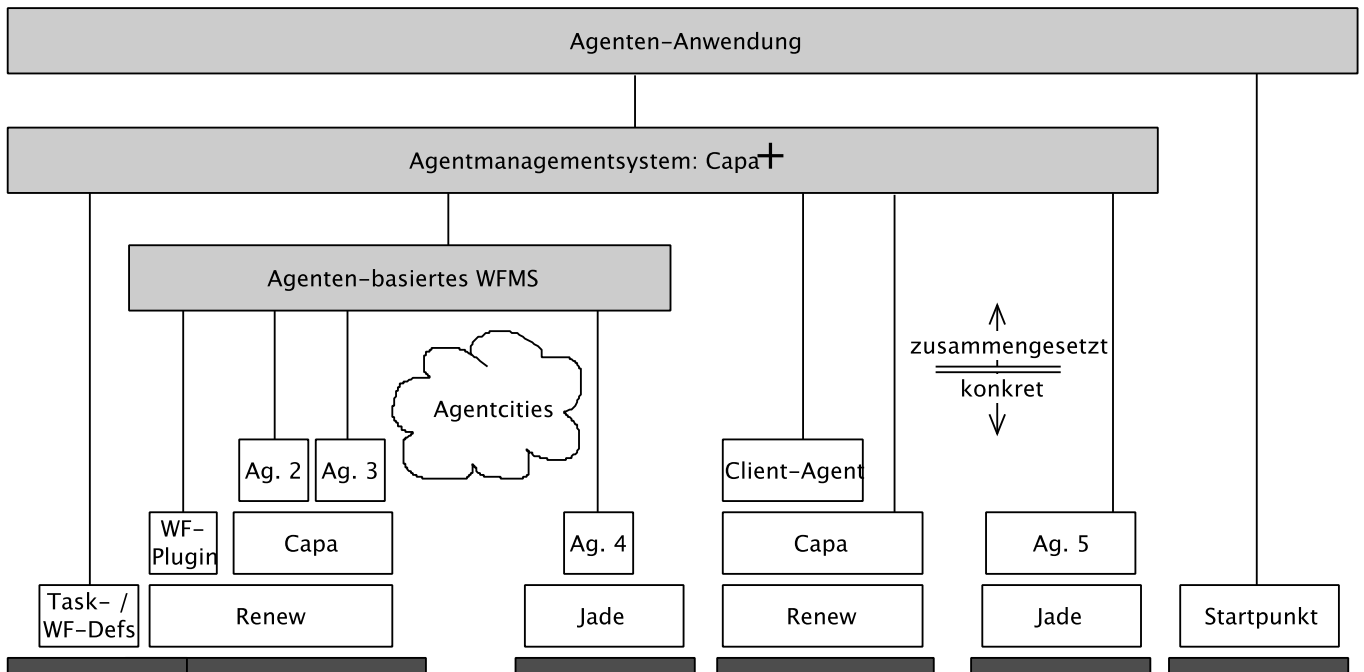 Agenten-Anwendung
Agentmanagementsystem: Capa+
Agenten-basiertes WFMS
zusammengesetzt
konkret
Agentcities
Ag. 2
Ag. 3
Client-Agent
WF-
Plugin
Capa
Ag. 4
Capa
Ag. 5
Task- /
WF-Defs
Renew
Jade
Renew
Jade
Startpunkt